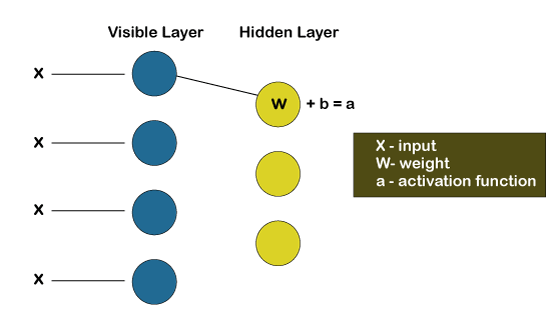 Visible Layer Hidden Layer
X
W + b = a
X
X - input
W- weight
a - activation function
X
X